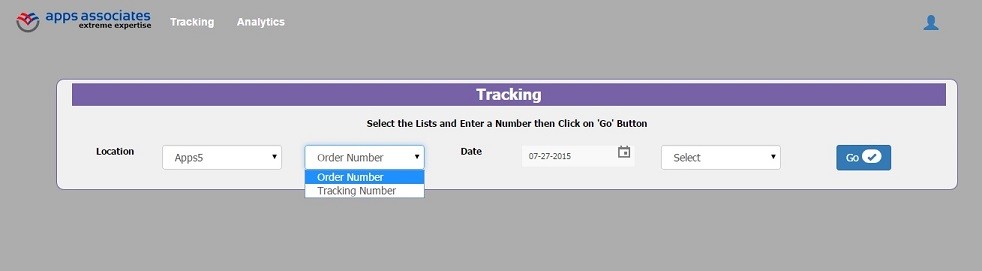 apps associates
extreme expertise
Tracking Analytics
Tracking
Select the Lists and Enter a Number then Click on 'Go' Button
Location Apps5 Order Number Date 07-27-2015 Select Go
Order Number
Tracking Number